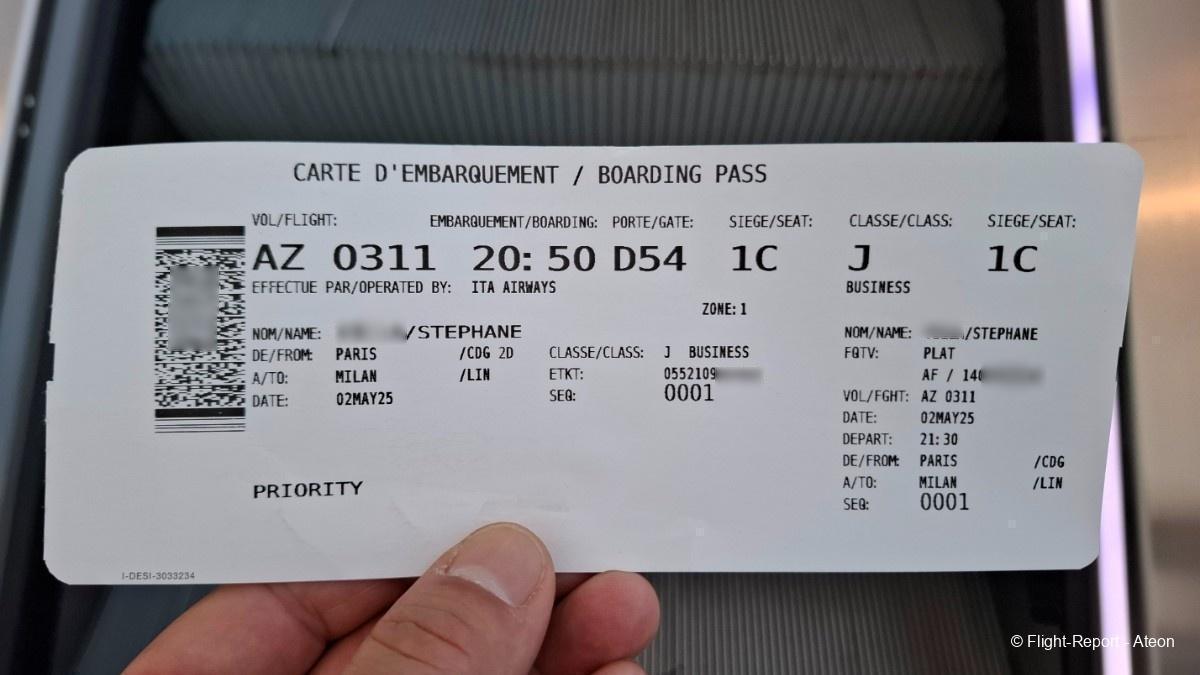 CARTE D'EMBARQUEMENT / BOARDING PASS
VOL/FLIGHT: EMBARQUEMENT/BOARDING: PORTE/GATE: SIEGE/SEAT: CLASSE/CLASS: SIEGE/SEAT:
AZ 0311 20:50 D54 1C J 1C
EFFECTUE PAR/OPERATED BY: ITA AIRWAYS BUSINESS
ZONE:1
NOM/NAME: /STEPHANE NOM/NAME: /STEPHANE
DE/FROM: PARIS /CDG 2D CLASSE/CLASS: J BUSINESS FQTV: PLAT
A/TO: MILAN /LIN ETKT: 0552109 AF / 140
DATE: 02MAY25 SEQ: 0001 VOL/FGHT: AZ 0311
DATE: 02MAY25
DEPART: 21:30
DE/FROM: PARIS /CDG
A/TO: MILAN /LIN
PRIORITY SEQ: 0001
I-DESI-3033234
© Flight-Report - Ateon